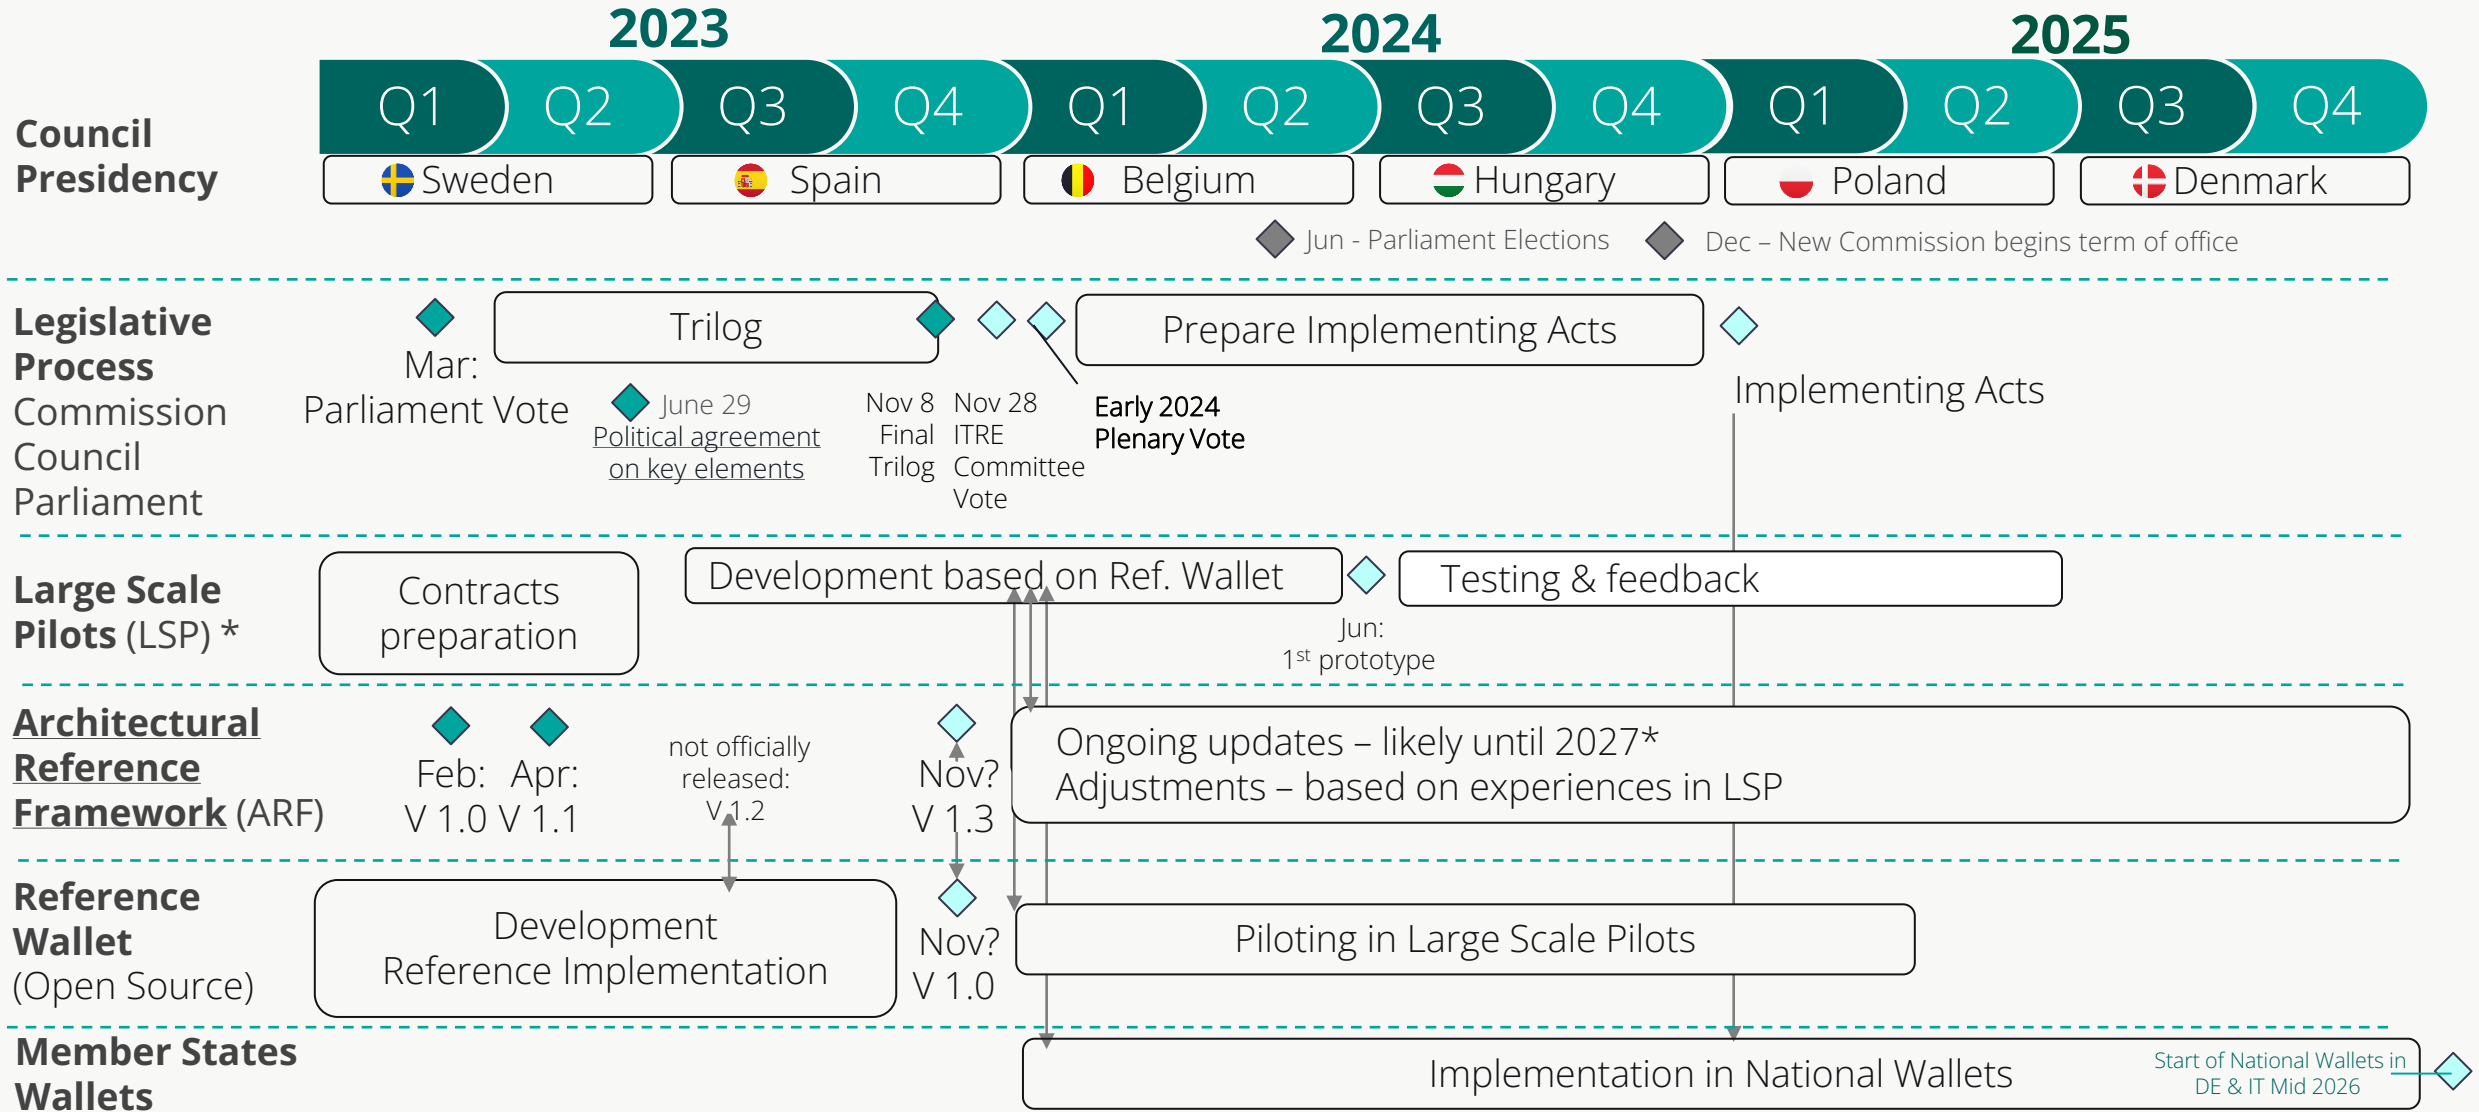 2023
2024
2025
Q1 Q2 Q3 Q4 Q1 Q2 Q3 Q4 Q1 Q2 Q3 Q4
Council
Presidency
Sweden
Spain
Belgium
Hungary
Poland
Denmark
Jun - Parliament Elections
Dec – New Commission begins term of office
Legislative
Process
Commission
Council
Parliament
Mar:
Parliament Vote
Trilog
June 29
Political agreement
on key elements
Nov 8
Final
Trilog
Nov 28
ITRE
Committee
Vote
Early 2024
Plenary Vote
Prepare Implementing Acts
Implementing Acts
Large Scale
Pilots (LSP) *
Contracts
preparation
Development based on Ref. Wallet
Jun:
1st prototype
Testing & feedback
Architectural
Reference
Framework (ARF)
Feb:
V 1.0
Apr:
V 1.1
not officially
released:
V 1.2
Nov?
V 1.3
Ongoing updates – likely until 2027*
Adjustments – based on experiences in LSP
Reference
Wallet
(Open Source)
Development
Reference Implementation
Nov?
V 1.0
Piloting in Large Scale Pilots
Member States
Wallets
Implementation in National Wallets
Start of National Wallets in
DE & IT Mid 2026